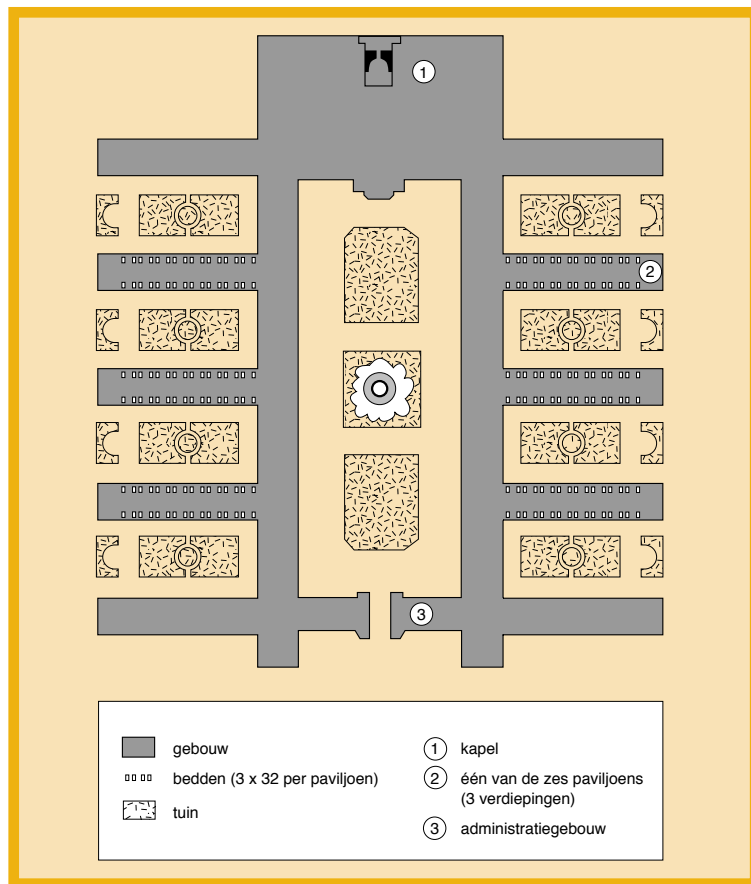 1
2
3
gebouw
bedden (3 x 32 per paviljoen)
tuin
1 kapel
2 één van de zes paviljoens
(3 verdiepingen)
3 administratiegebouw